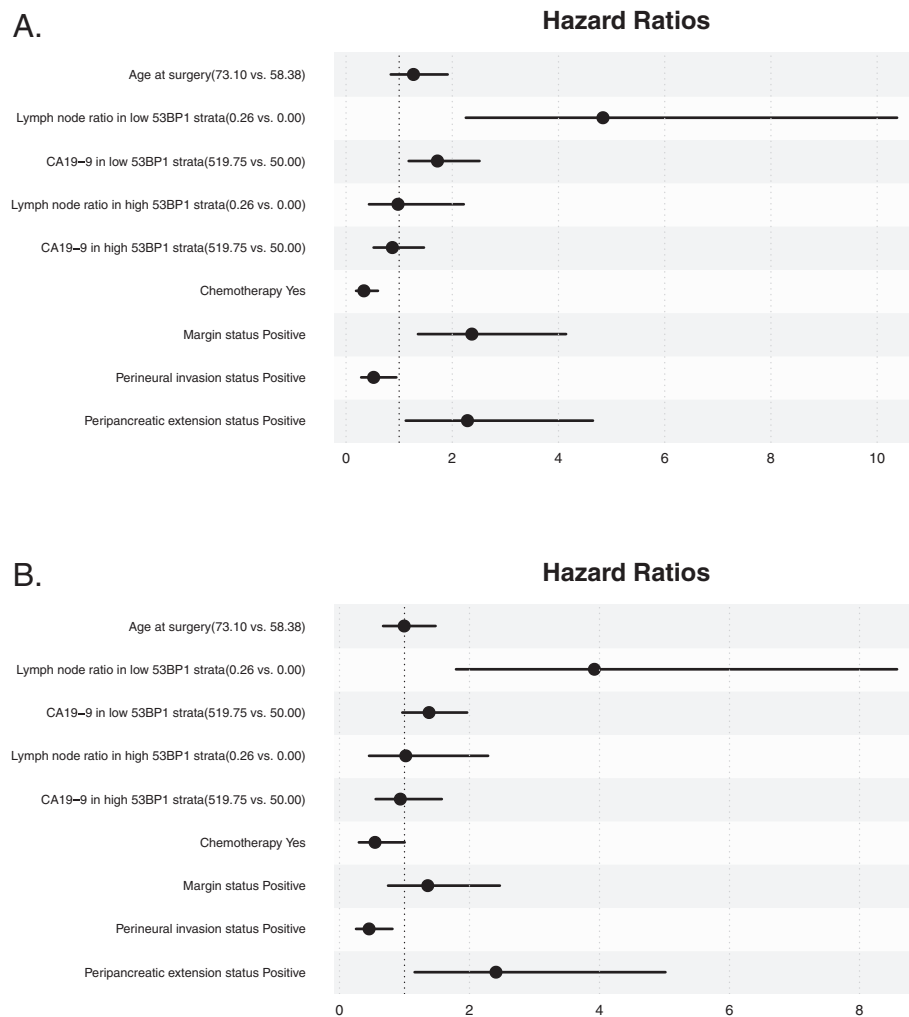 A.
Hazard Ratios
Age at surgery(73.10 vs. 58.38)
Lymph node ratio in low 53BP1 strata(0.26 vs. 0.00)
CA19−9 in low 53BP1 strata(519.75 vs. 50.00)
Lymph node ratio in high 53BP1 strata(0.26 vs. 0.00)
CA19−9 in high 53BP1 strata(519.75 vs. 50.00)
Chemotherapy Yes
Margin status Positive
Perineural invasion status Positive
Peripancreatic extension status Positive
0 2 4 6 8 10
B.
Hazard Ratios
Age at surgery(73.10 vs. 58.38)
Lymph node ratio in low 53BP1 strata(0.26 vs. 0.00)
CA19−9 in low 53BP1 strata(519.75 vs. 50.00)
Lymph node ratio in high 53BP1 strata(0.26 vs. 0.00)
CA19−9 in high 53BP1 strata(519.75 vs. 50.00)
Chemotherapy Yes
Margin status Positive
Perineural invasion status Positive
Peripancreatic extension status Positive
0 2 4 6 8